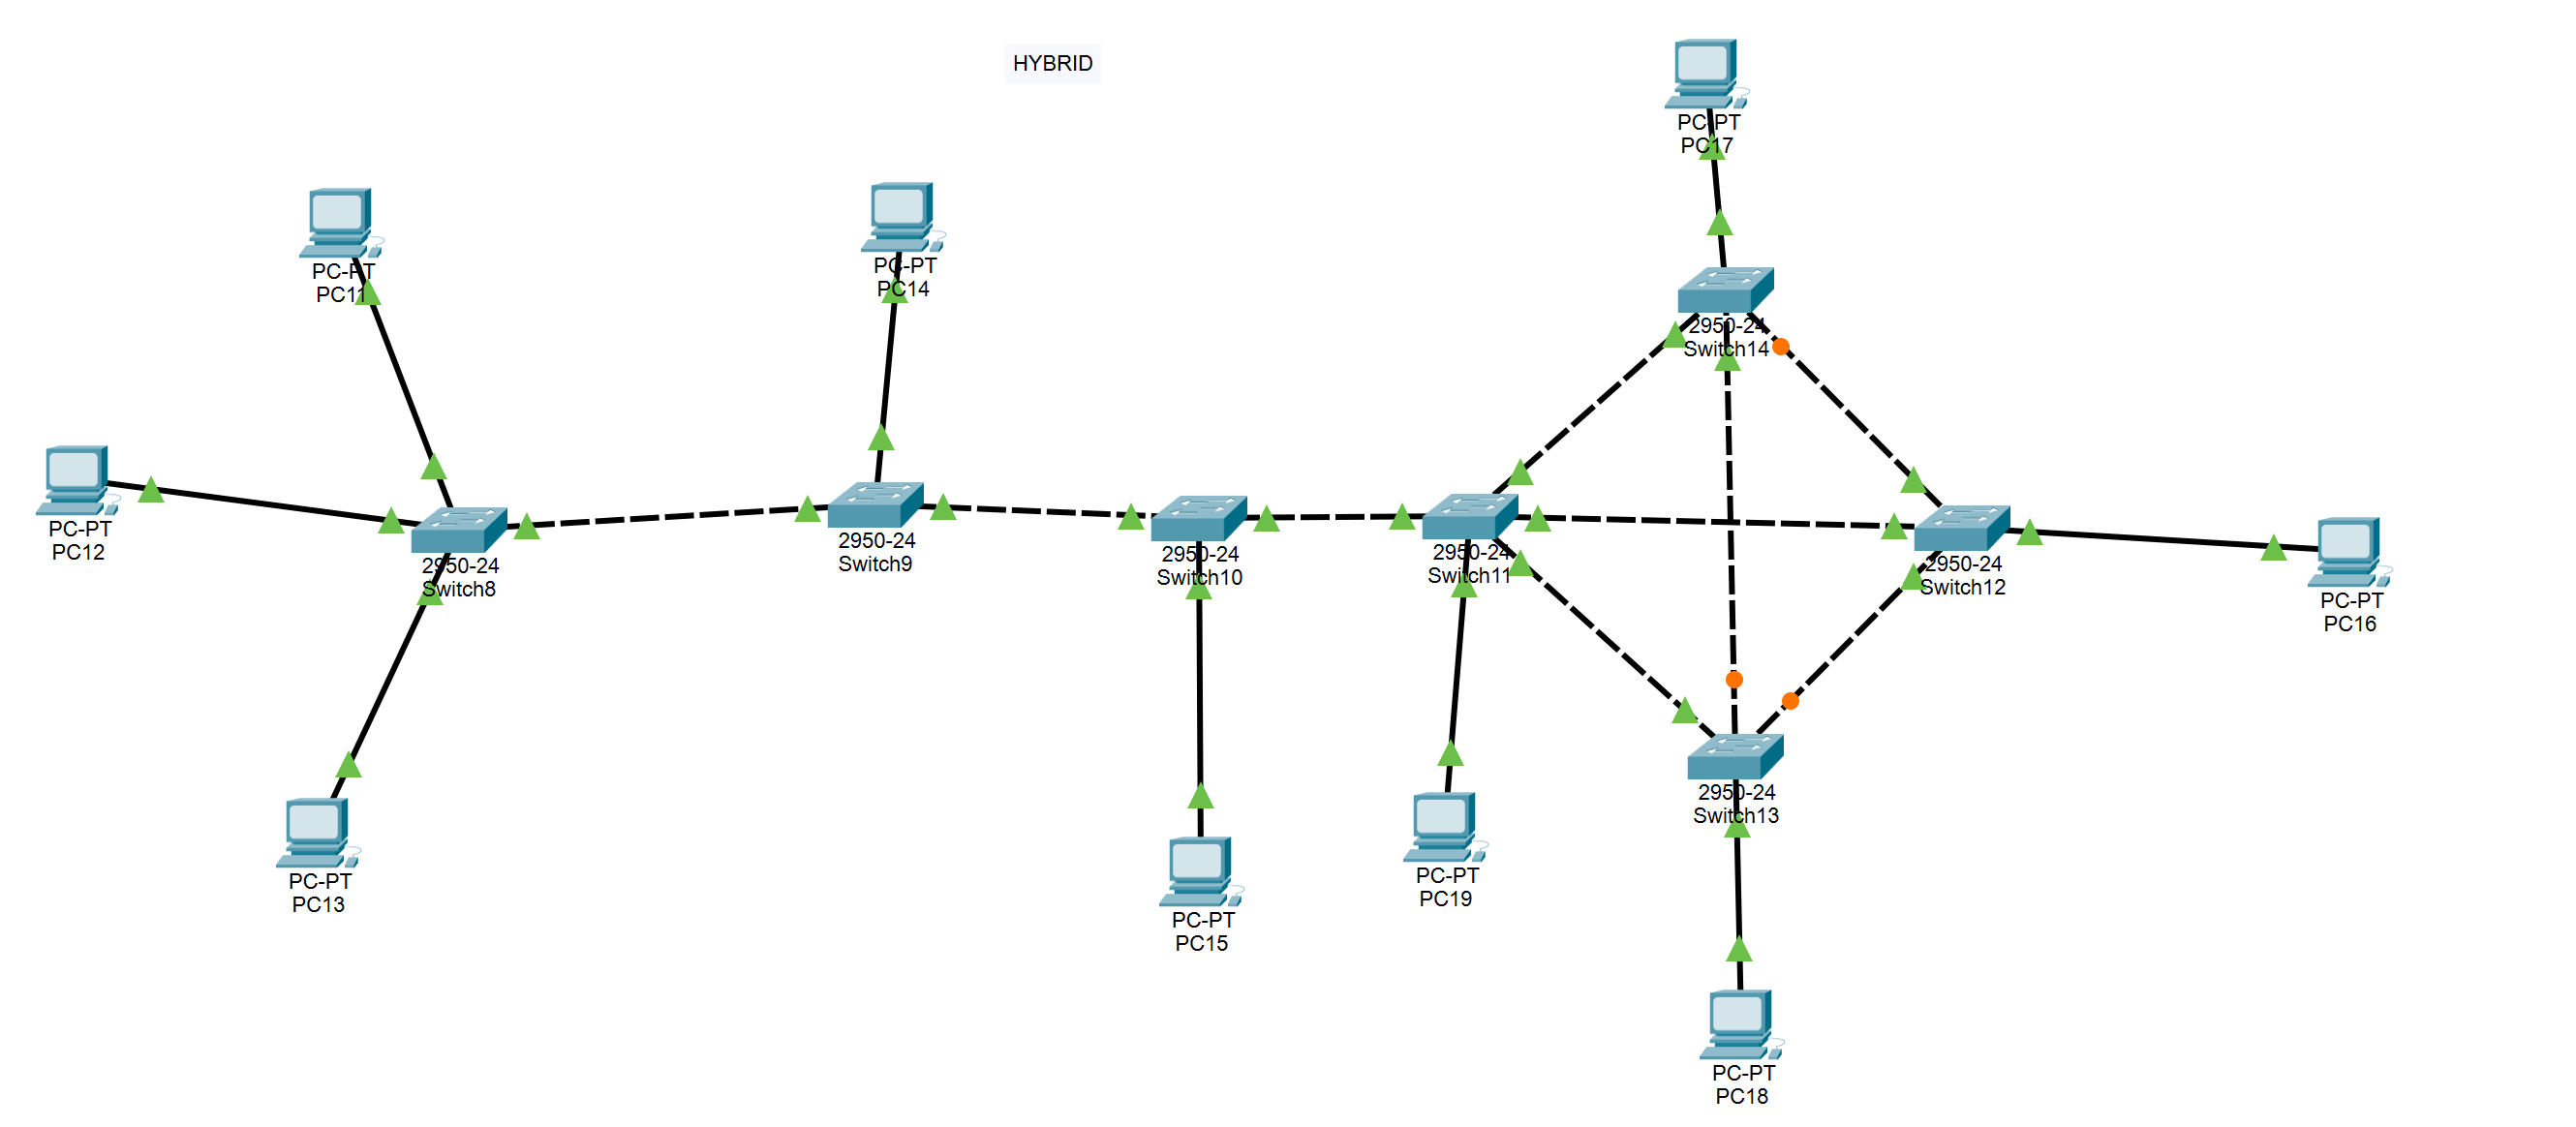 HYBRID
PC-PT
PC17
PC-PT
PC11
PC-PT
PC14
2950-24
Switch14
PC-PT
PC12
2950-24
Switch8
2950-24
Switch9
2950-24
Switch10
2950-24
Switch11
2950-24
Switch12
PC-PT
PC16
2950-24
Switch13
PC-PT
PC13
PC-PT
PC15
PC-PT
PC19
PC-PT
PC18